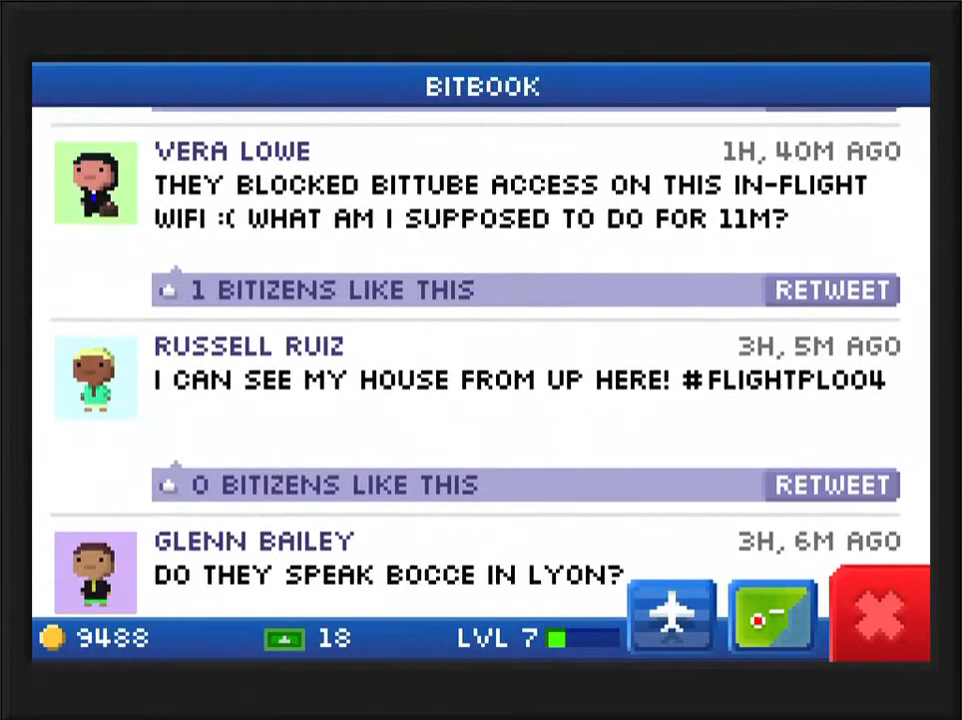 BITBOOK
VERA LOWE 1H, 40M AGO
THEY BLOCKED BITTUBE ACCESS ON THIS IN-FLIGHT
WIFI :( WHAT AM I SUPPOSED TO DO FOR 11M?
1 BITIZENS LIKE THIS RETWEET
RUSSELL RUIZ 3H, 5M AGO
I CAN SEE MY HOUSE FROM UP HERE! #FLIGHTPL004
0 BITIZENS LIKE THIS RETWEET
GLENN BAILEY 3H, 6M AGO
DO THEY SPEAK BOCCE IN LYON?
9488 18 LVL 7